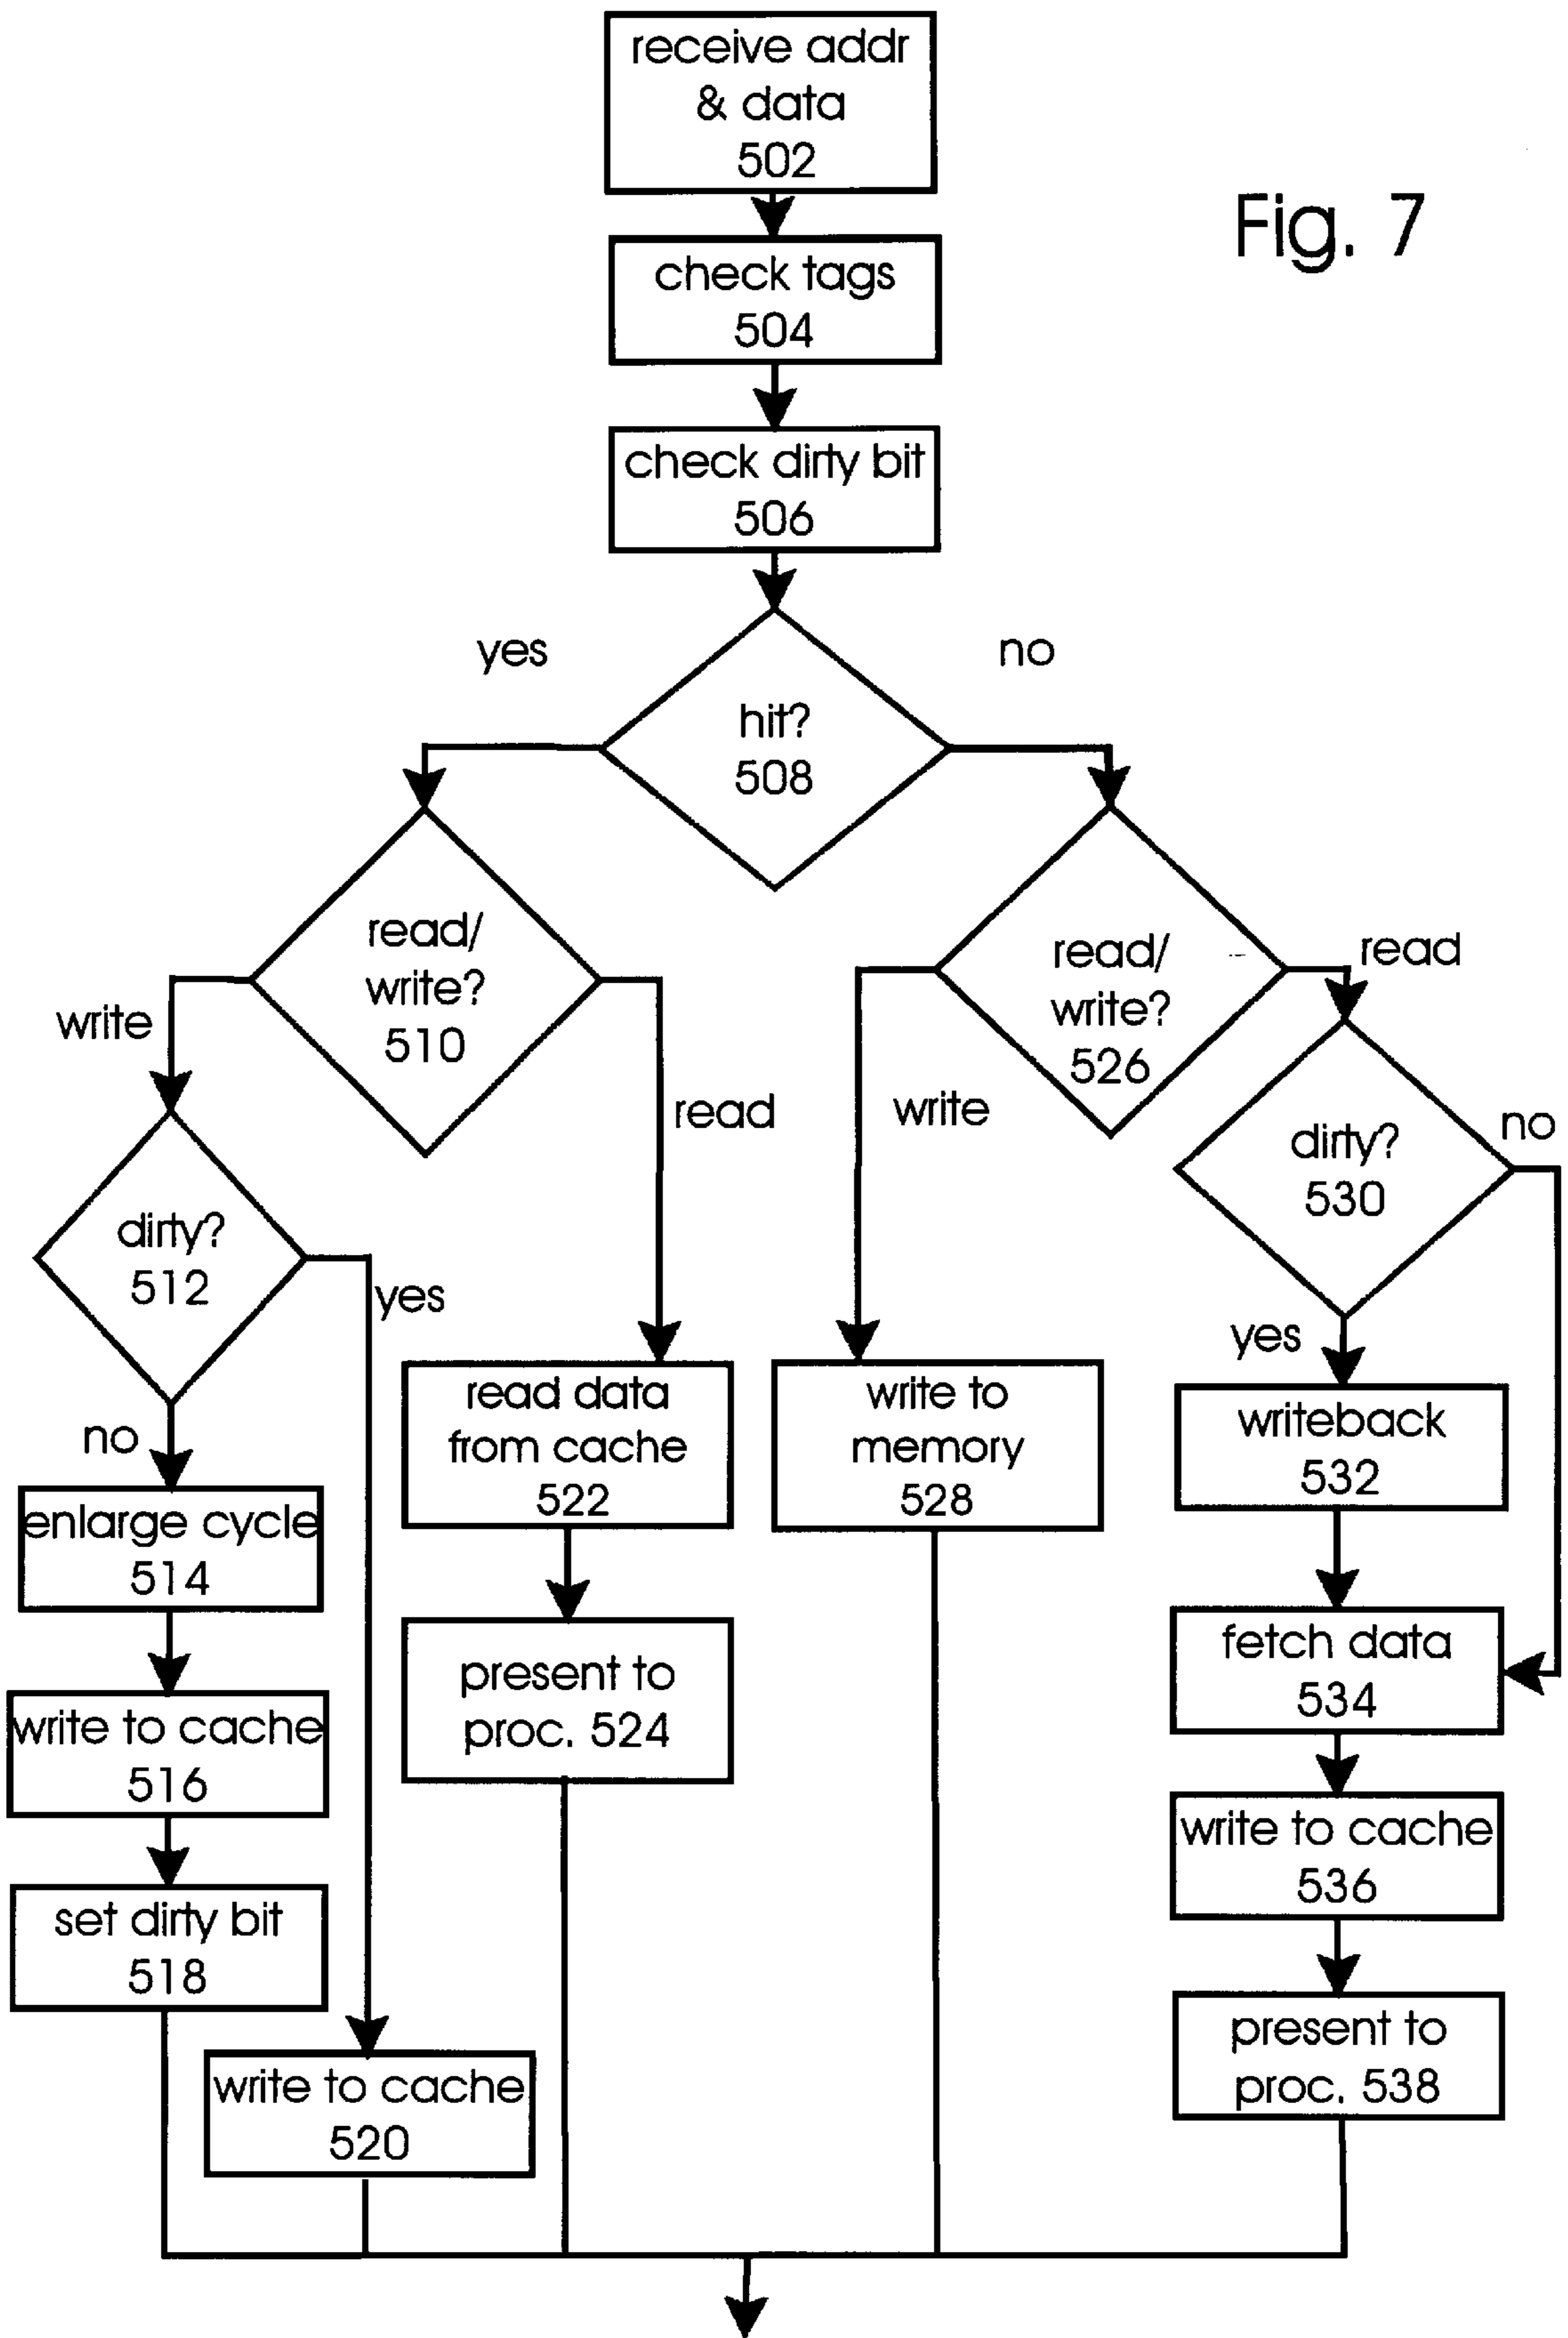 receive addr
& data
502
Fig. 7
check tags
504
check dirty bit
506
yes
no
hit?
508
read/
write?
510
read/
write?
526
read
write
read
write
dirty?
530
no
dirty?
512
yes
yes
no
read data
from cache
522
write to
memory
528
writeback
532
enlarge cycle
514
present to
proc. 524
fetch data
534
write to cache
516
write to cache
536
set dirty bit
518
present to
proc. 538
write to cache
520